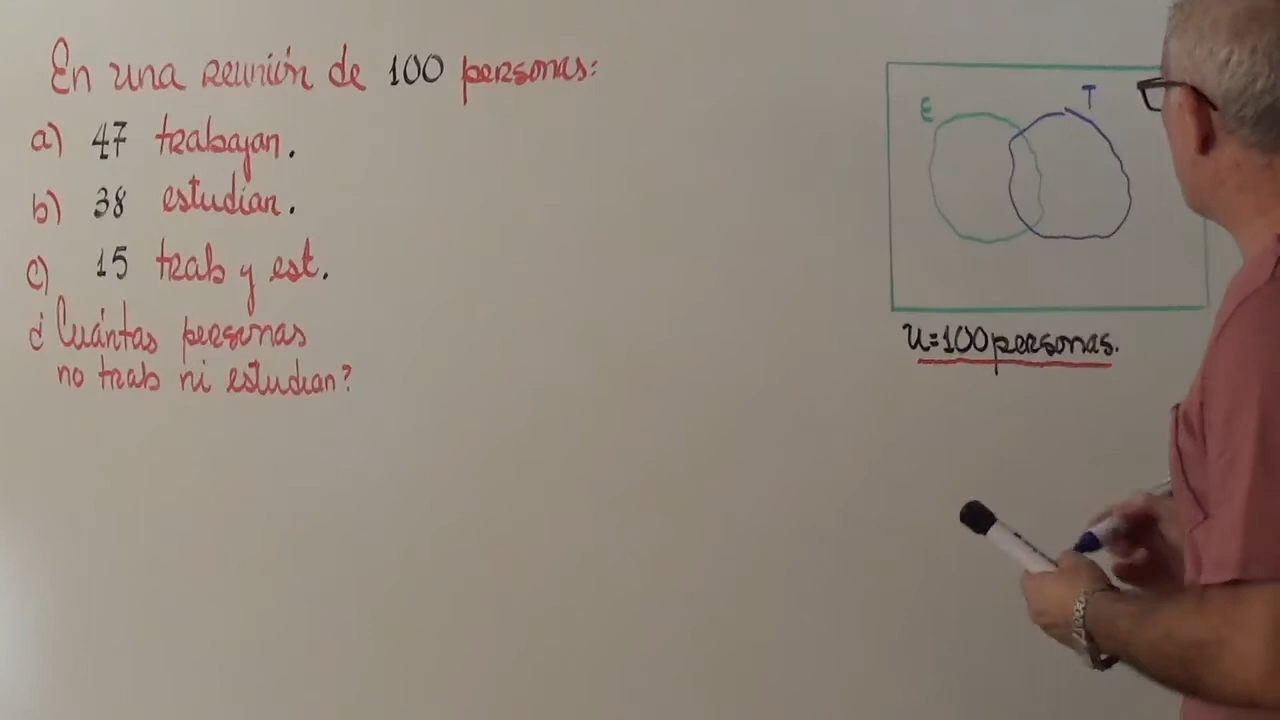 En una reunión de 100 personas:
a) 47 trabajan.
b) 38 estudian.
c) 15 trab y est.
¿Cuántas personas
no trab ni estudian?
E
T
U=100 personas.